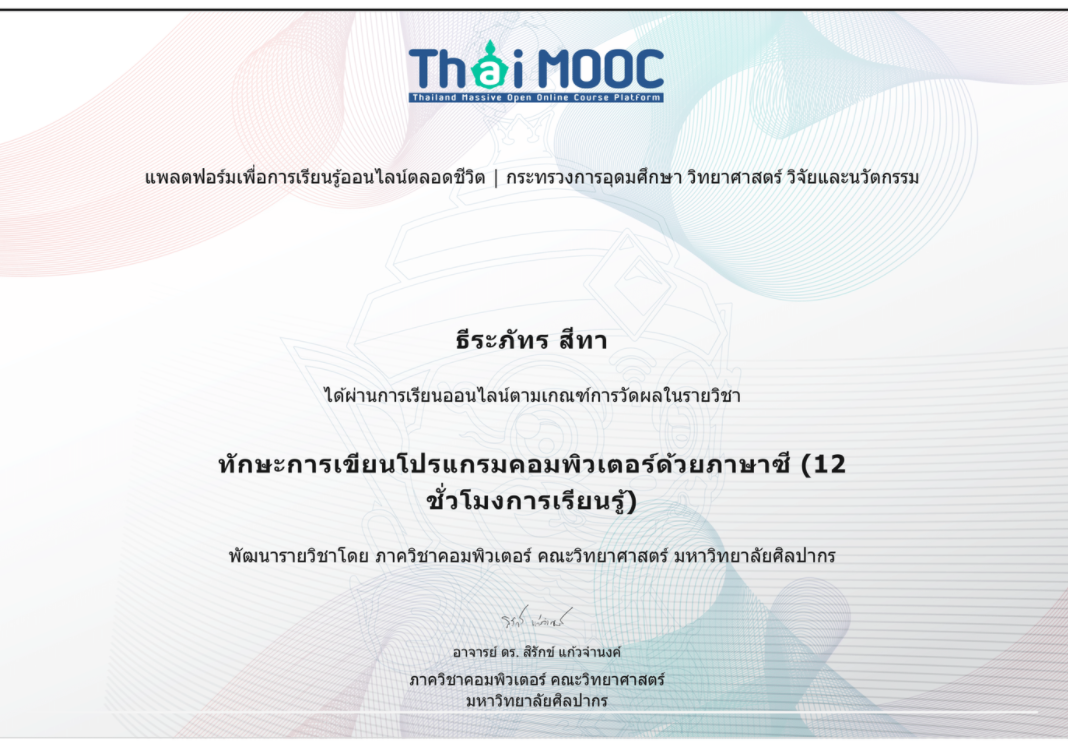 Thai MOOC
Thailand Massive Open Online Course Platform
แพลตฟอร์มเพื่อการเรียนรู้ออนไลน์ตลอดชีวิต | กระทรวงการอุดมศึกษา วิทยาศาสตร์ วิจัยและนวัตกรรม
ธีระภัทร สีทา
ได้ผ่านการเรียนออนไลน์ตามเกณฑ์การวัดผลในรายวิชา
ทักษะการเขียนโปรแกรมคอมพิวเตอร์ด้วยภาษาซี (12
ชั่วโมงการเรียนรู้)
พัฒนารายวิชาโดย ภาควิชาคอมพิวเตอร์ คณะวิทยาศาสตร์ มหาวิทยาลัยศิลปากร
อาจารย์ ดร. สิรักข์ แก้วจำนงค์
ภาควิชาคอมพิวเตอร์ คณะวิทยาศาสตร์
มหาวิทยาลัยศิลปากร